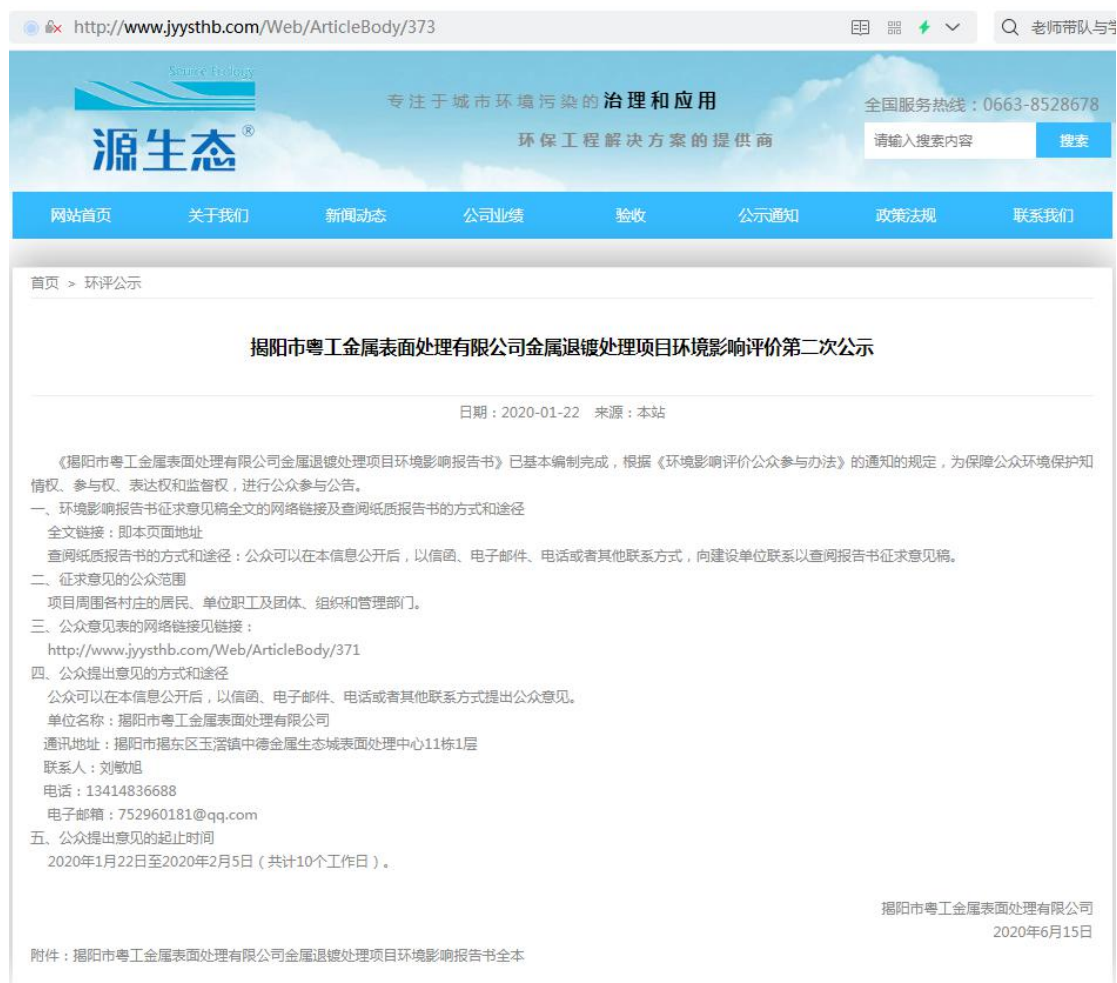 http://www.jyysthb.com/Web/ArticleBody/373
老师带队与学
Source Ecology
源生态®
专注于城市环境污染的治理和应用
环保工程解决方案的提供商
全国服务热线：0663-8528678
请输入搜索内容 搜索
网站首页 关于我们 新闻动态 公司业绩 验收 公示通知 政策法规 联系我们
首页 > 环评公示
揭阳市粤工金属表面处理有限公司金属退镀处理项目环境影响评价第二次公示
日期：2020-01-22 来源：本站
《揭阳市粤工金属表面处理有限公司金属退镀处理项目环境影响报告书》已基本编制完成，根据《环境影响评价公众参与办法》的通知的规定，为保障公众环境保护知
情权、参与权、表达权和监督权，进行公众参与公告。
一、环境影响报告书征求意见稿全文的网络链接及查阅纸质报告书的方式和途径
全文链接：即本页面地址
查阅纸质报告书的方式和途径：公众可以在本信息公开后，以信函、电子邮件、电话或者其他联系方式，向建设单位联系以查阅报告书征求意见稿。
二、征求意见的公众范围
项目周围各村庄的居民、单位职工及团体、组织和管理部门。
三、公众意见表的网络链接见链接：
http://www.jyysthb.com/Web/ArticleBody/371
四、公众提出意见的方式和途径
公众可以在本信息公开后，以信函、电子邮件、电话或者其他联系方式提出公众意见。
单位名称：揭阳市粤工金属表面处理有限公司
通讯地址：揭阳市揭东区玉滘镇中德金属生态城表面处理中心11栋1层
联系人：刘敏旭
电话：13414836688
电子邮箱：752960181@qq.com
五、公众提出意见的起止时间
2020年1月22日至2020年2月5日（共计10个工作日）。
揭阳市粤工金属表面处理有限公司
2020年6月15日
附件：揭阳市粤工金属表面处理有限公司金属退镀处理项目环境影响报告书全本